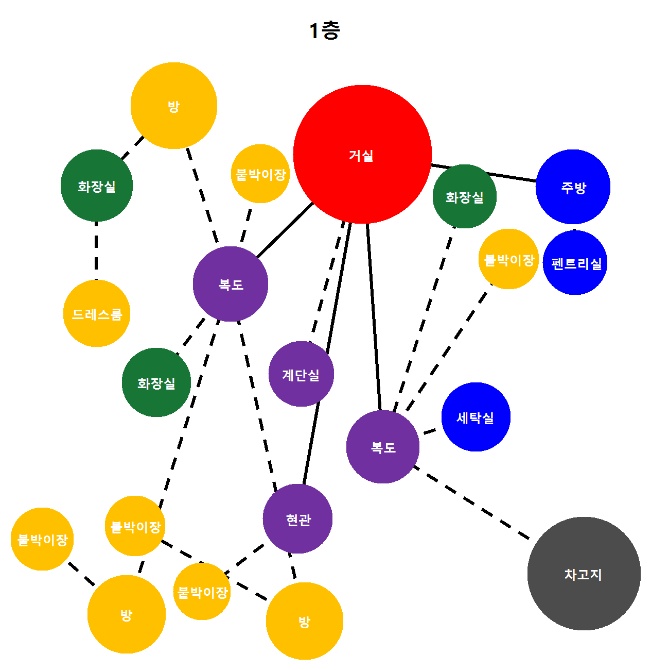 1층
방
거실
화장실
붙박이장
화장실
주방
붙박이장
펜트리실
복도
드레스룸
화장실
계단실
세탁실
복도
현관
붙박이장
붙박이장
차고지
붙박이장
방
방